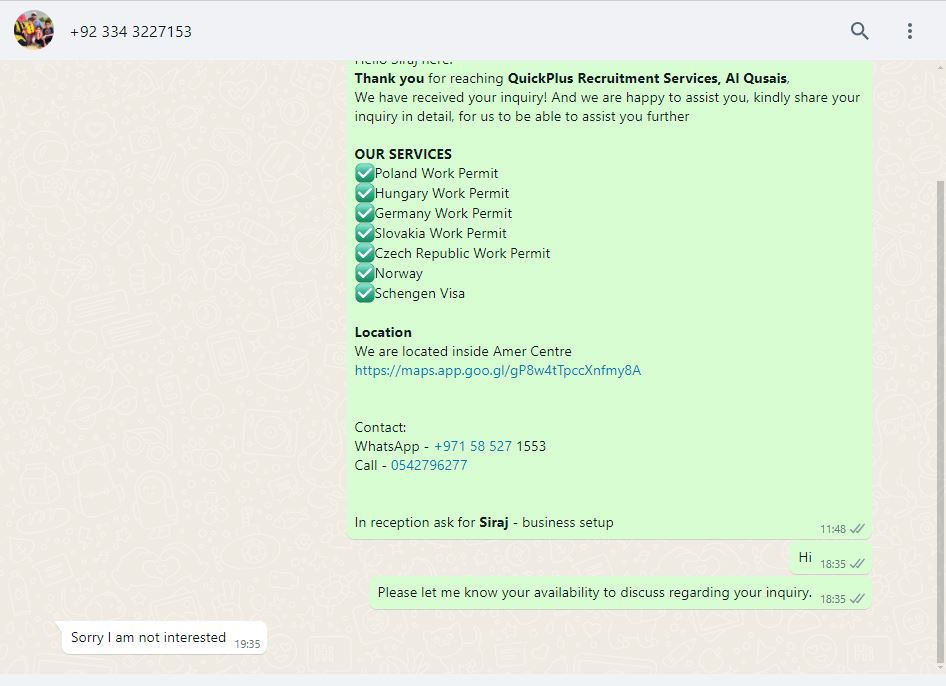 +92 334 3227153
Hello Siraj here.
Thank you for reaching QuickPlus Recruitment Services, Al Qusais,
We have received your inquiry! And we are happy to assist you, kindly share your
inquiry in detail, for us to be able to assist you further
OUR SERVICES
✅Poland Work Permit
✅Hungary Work Permit
✅Germany Work Permit
✅Slovakia Work Permit
✅Czech Republic Work Permit
✅Norway
✅Schengen Visa
Location
We are located inside Amer Centre
https://maps.app.goo.gl/gP8w4tTpccXnfmy8A
Contact:
WhatsApp - +971 58 527 1553
Call - 0542796277
In reception ask for Siraj - business setup
11:48
Hi 18:35
Please let me know your availability to discuss regarding your inquiry. 18:35
Sorry I am not interested 19:35